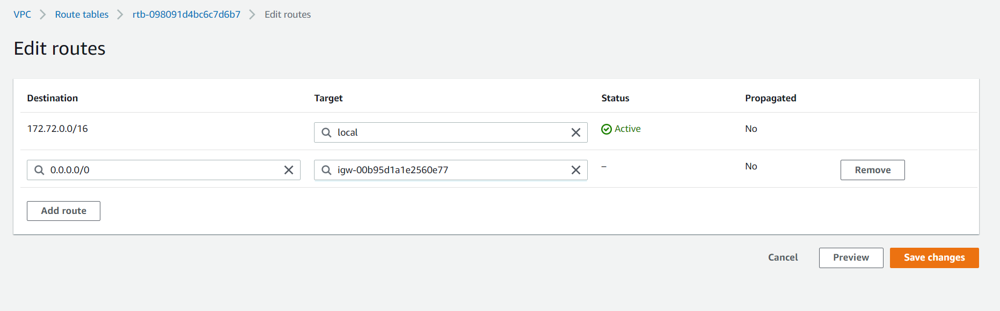 VPC > Route tables > rtb-098091d4bc6c7d6b7 > Edit routes
Edit routes
Destination Target Status Propagated
172.72.0.0/16 local Active No
0.0.0.0/0 igw-00b95d1a1e2560e77 – No Remove
Add route
Cancel Preview Save changes